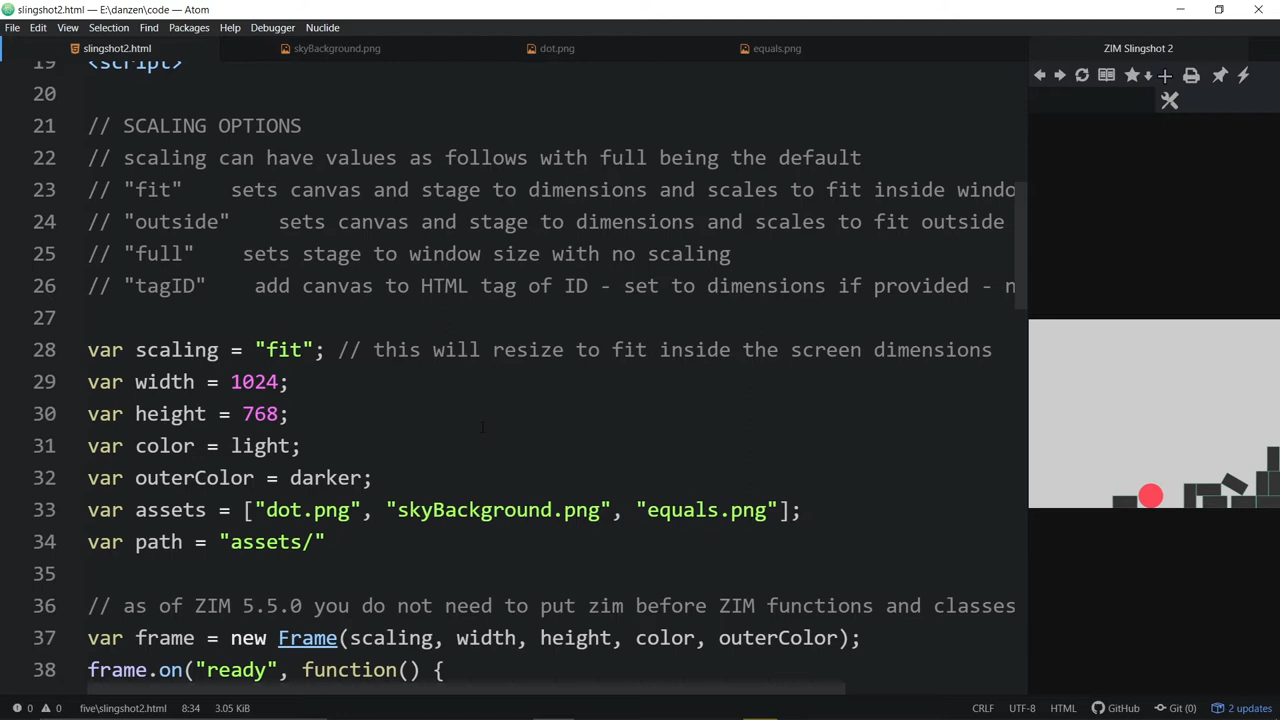 slingshot2.html — E:\danzen\code — Atom
File Edit View Selection Find Packages Help Debugger Nuclide
slingshot2.html skyBackground.png dot.png equals.png ZIM Slingshot 2
19 <script>
20
21 // SCALING OPTIONS
22 // scaling can have values as follows with full being the default
23 // "fit" sets canvas and stage to dimensions and scales to fit inside windo
24 // "outside" sets canvas and stage to dimensions and scales to fit outside
25 // "full" sets stage to window size with no scaling
26 // "tagID" add canvas to HTML tag of ID - set to dimensions if provided - n
27
28 var scaling = "fit"; // this will resize to fit inside the screen dimensions
29 var width = 1024;
30 var height = 768;
31 var color = light;
32 var outerColor = darker;
33 var assets = ["dot.png", "skyBackground.png", "equals.png"];
34 var path = "assets/"
35
36 // as of ZIM 5.5.0 you do not need to put zim before ZIM functions and classes
37 var frame = new Frame(scaling, width, height, color, outerColor);
38 frame.on("ready", function() {
0 0 five\slingshot2.html 8:34 3.05 KiB CRLF UTF-8 HTML GitHub Git (0) 2 updates